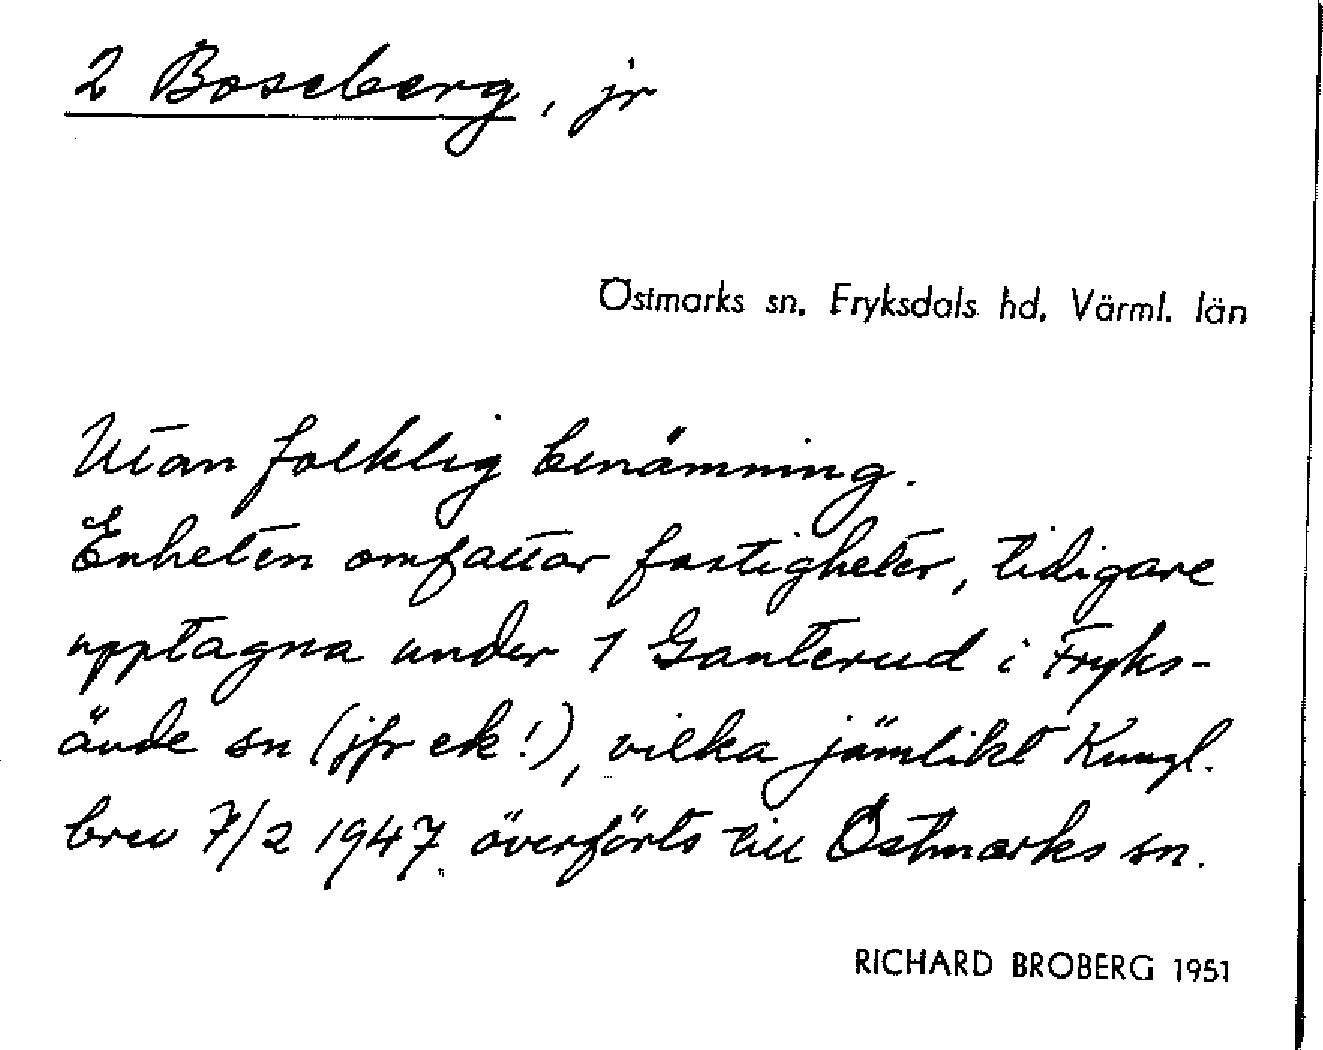 2 Boseberg, jr
Östmarks sn. Fryksdals hd. Värml. län
Utan folklig benämning.
Enheten omfattar fastigheter, tidigare
upptagna under 1 Ganterud i Fryks-
ände sn (jfr ek!), vilka jämlikt Kungl.
brev 7/2 1947 överförts till Östmarks sn.
RICHARD BROBERG 1951